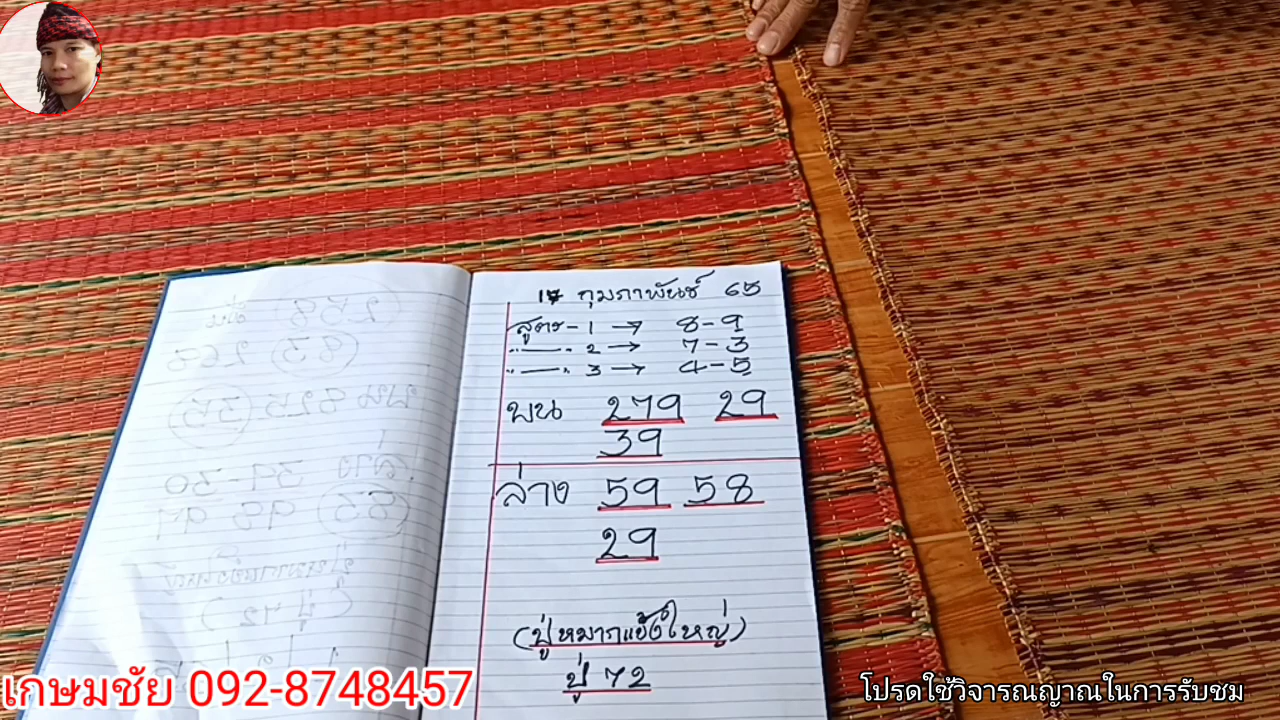 17 กุมภาพันธ์ 65
สูตร - 1 → 8-9
"——" 2 → 7-3
"——" 3 → 4-5
บน 279 29
39
ล่าง 59 58
29
(ปู่หมากแย้งใหญ่)
ปู่ 72
เกษมชัย 092-8748457
โปรดใช้วิจารณญาณในการรับชม